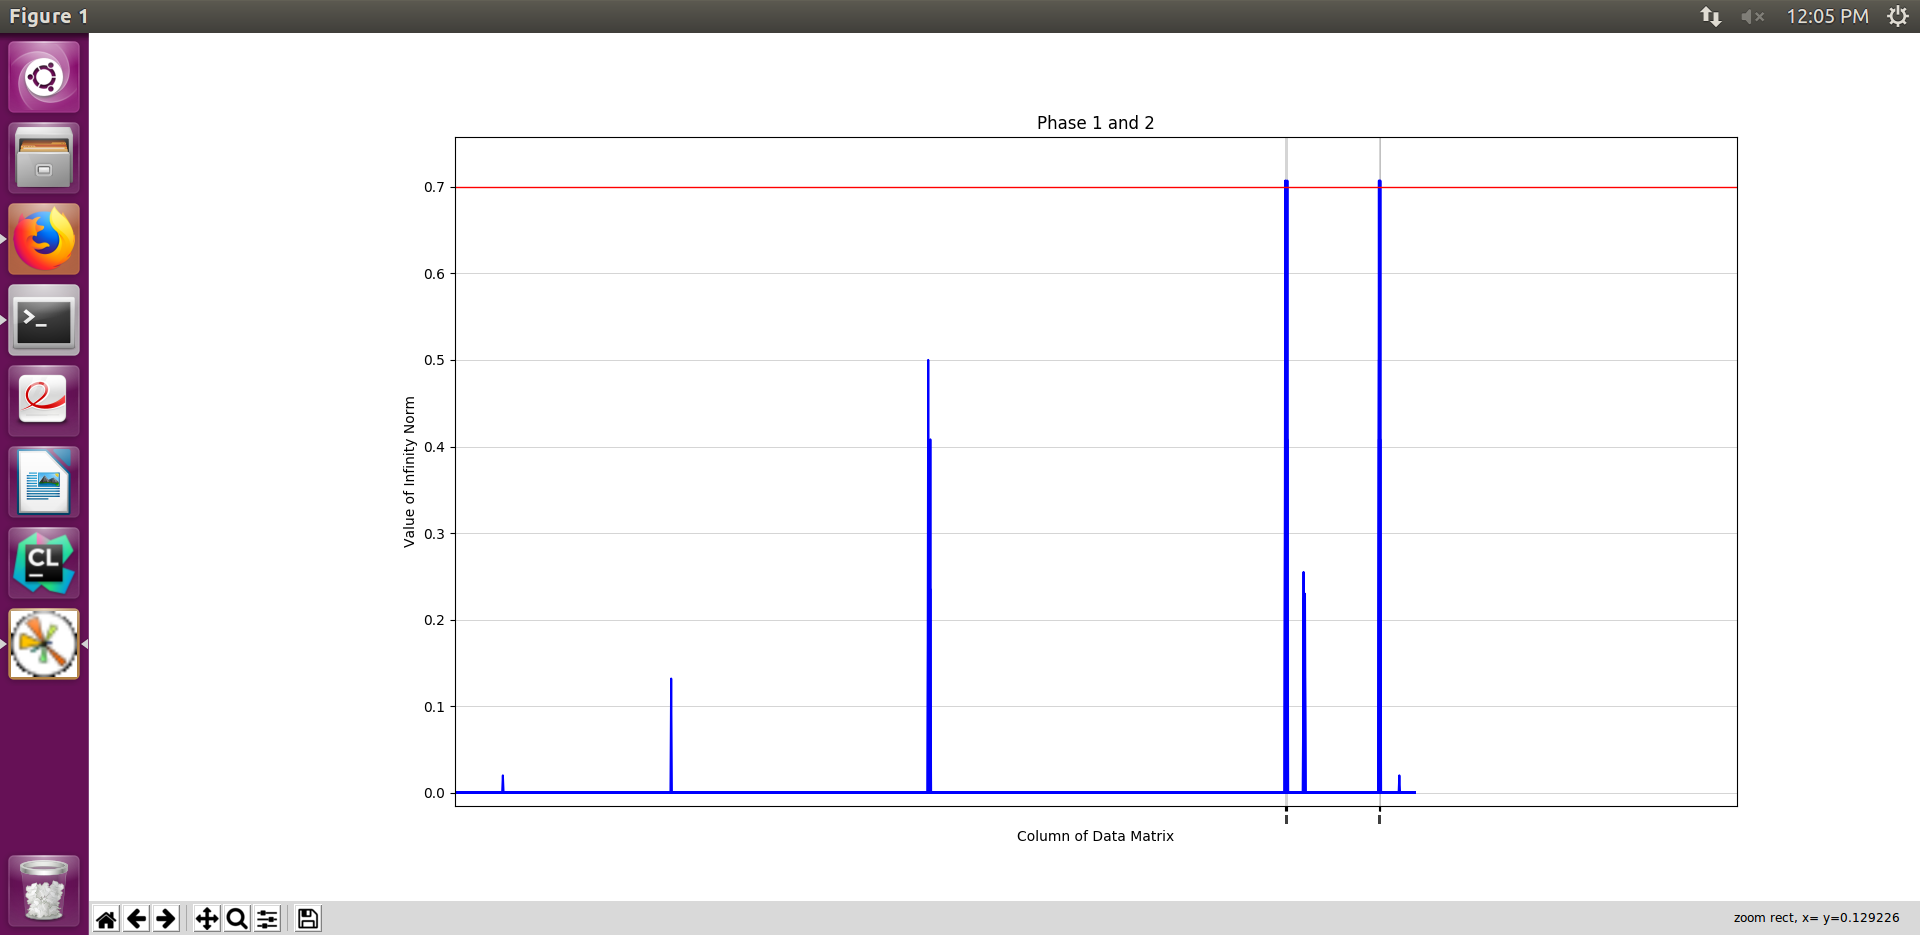 Figure 1
12:05 PM
Phase 1 and 2
0.7
0.6
0.5
0.4
0.3
0.2
0.1
0.0
Value of Infinity Norm
Column of Data Matrix
>_
CL
zoom rect, x= y=0.129226